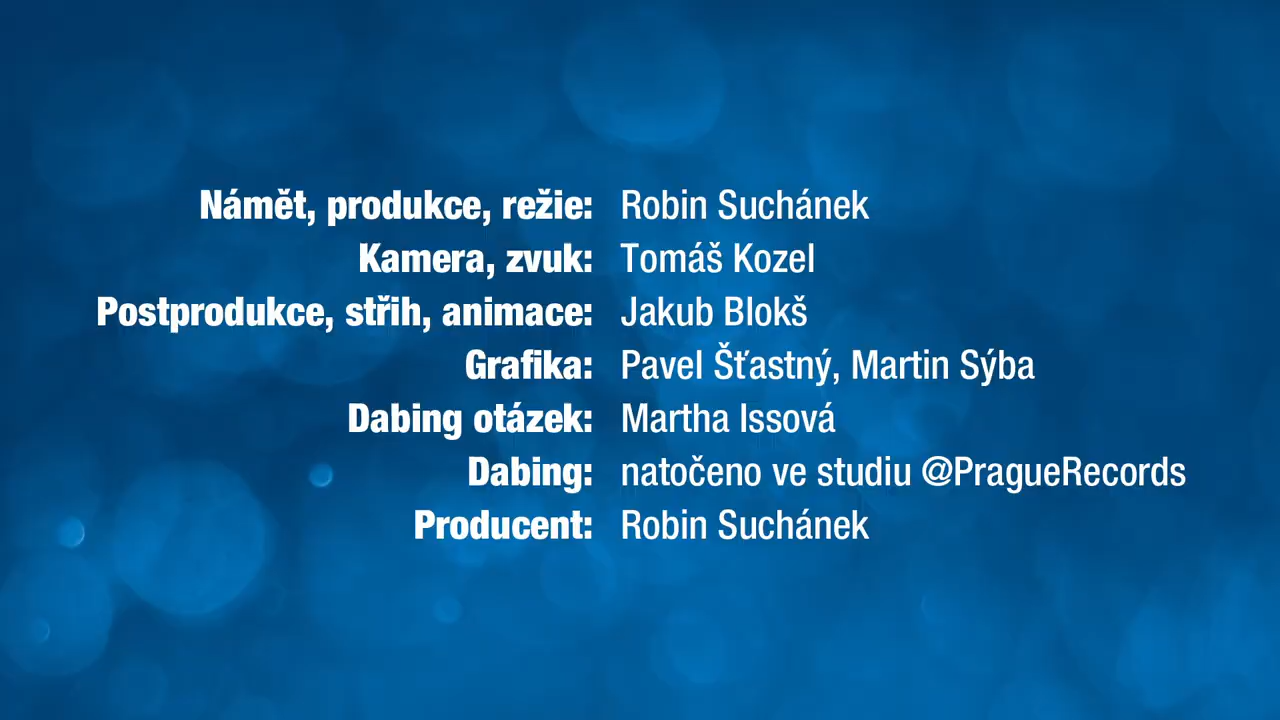 Námět, produkce, režie: Robin Suchánek
Kamera, zvuk: Tomáš Kozel
Postprodukce, střih, animace: Jakub Blokš
Grafika: Pavel Šťastný, Martin Sýba
Dabing otázek: Martha Issová
Dabing: natočeno ve studiu @PragueRecords
Producent: Robin Suchánek